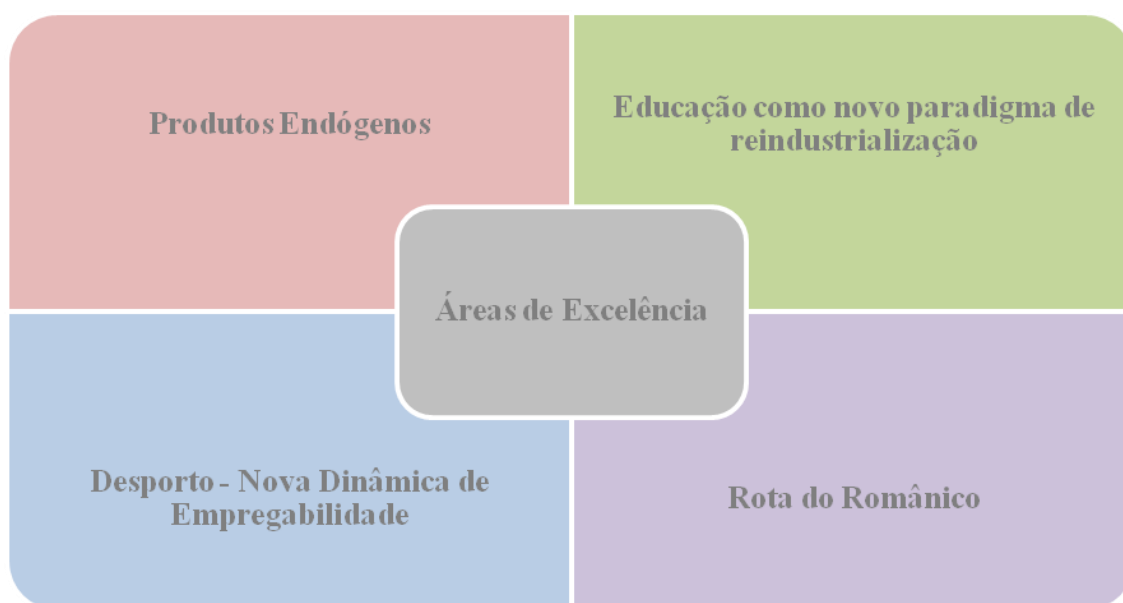 Produtos Endógenos
Educação como novo paradigma de
reindustrialização
Áreas de Excelência
Desporto - Nova Dinâmica de
Empregabilidade
Rota do Românico